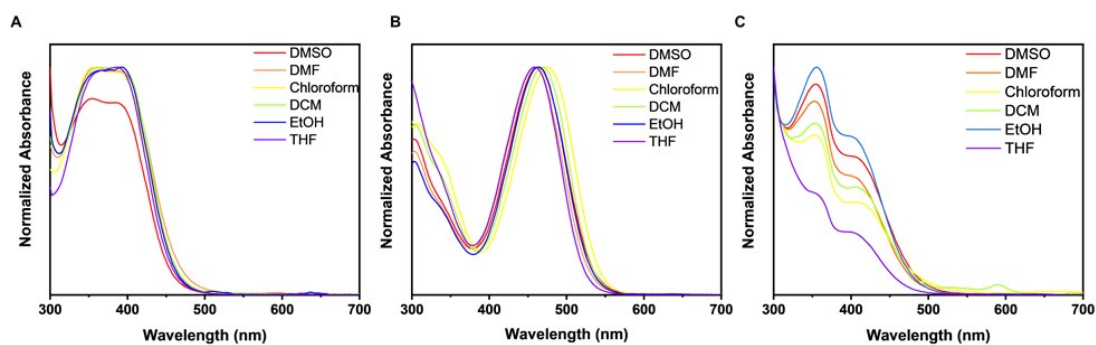 A
DMSO
DMF
Chloroform
DCM
EtOH
THF
Normalized Absorbance
300 400 500 600 700
Wavelength (nm)
B
DMSO
DMF
Chloroform
DCM
EtOH
THF
Normalized Absorbance
300 400 500 600 700
Wavelength (nm)
C
DMSO
DMF
Chloroform
DCM
EtOH
THF
Normalized Absorbance
300 400 500 600 700
Wavelength (nm)